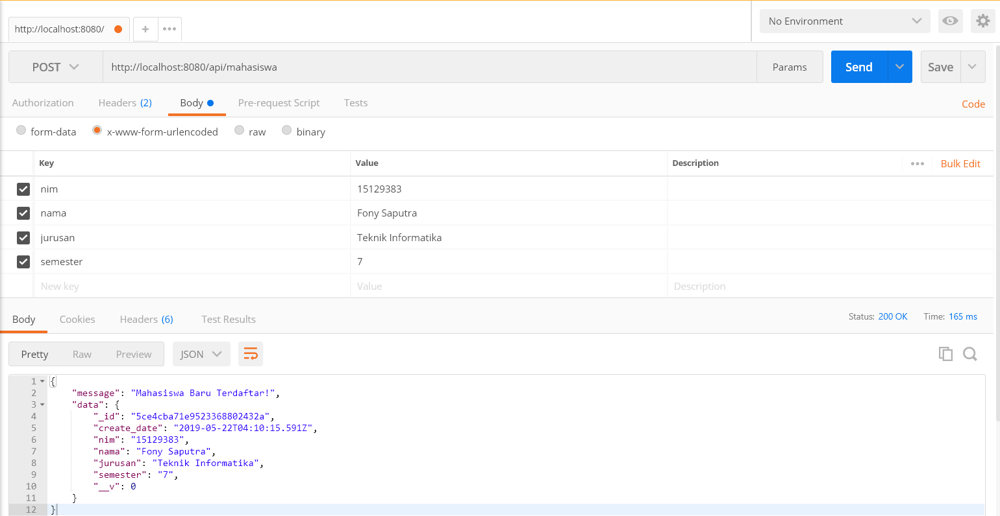 http://localhost:8080/
+
•••
No Environment
POST
http://localhost:8080/api/mahasiswa
Params
Send
Save
Authorization
Headers (2)
Body
Pre-request Script
Tests
Code
form-data
x-www-form-urlencoded
raw
binary
Key Value Description
•••
Bulk Edit
nim 15129383
nama Fony Saputra
jurusan Teknik Informatika
semester 7
New key Value Description
Body
Cookies
Headers (6)
Test Results
Status: 200 OK
Time: 165 ms
Pretty
Raw
Preview
JSON
1 {
2 "message": "Mahasiswa Baru Terdaftar!",
3 "data": {
4 "_id": "5ce4cba71e9523368802432a",
5 "create_date": "2019-05-22T04:10:15.591Z",
6 "nim": "15129383",
7 "nama": "Fony Saputra",
8 "jurusan": "Teknik Informatika",
9 "semester": "7",
10 "__v": 0
11 }
12 }